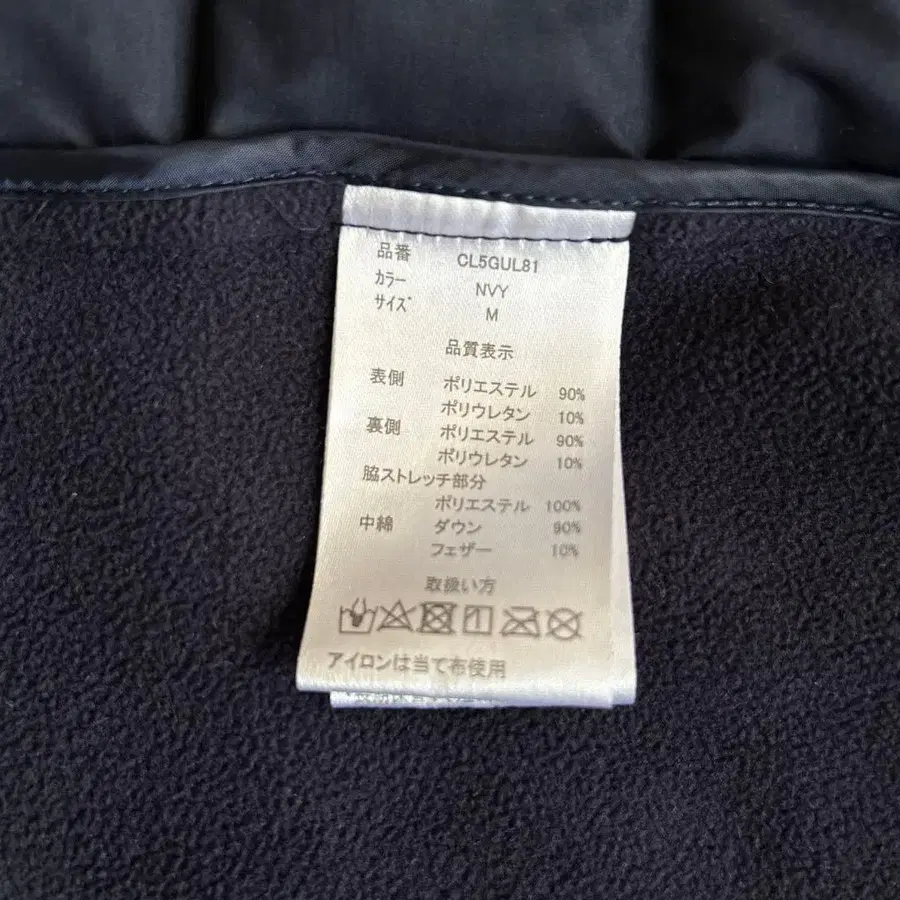 品番 CL5GUL81
カラー NVY
サイズ M
品質表示
表側 ポリエステル 90%
ポリウレタン 10%
裏側 ポリエステル 90%
ポリウレタン 10%
脇ストレッチ部分
ポリエステル 100%
中綿 ダウン 90%
フェザー 10%
取扱い方
アイロンは当て布使用